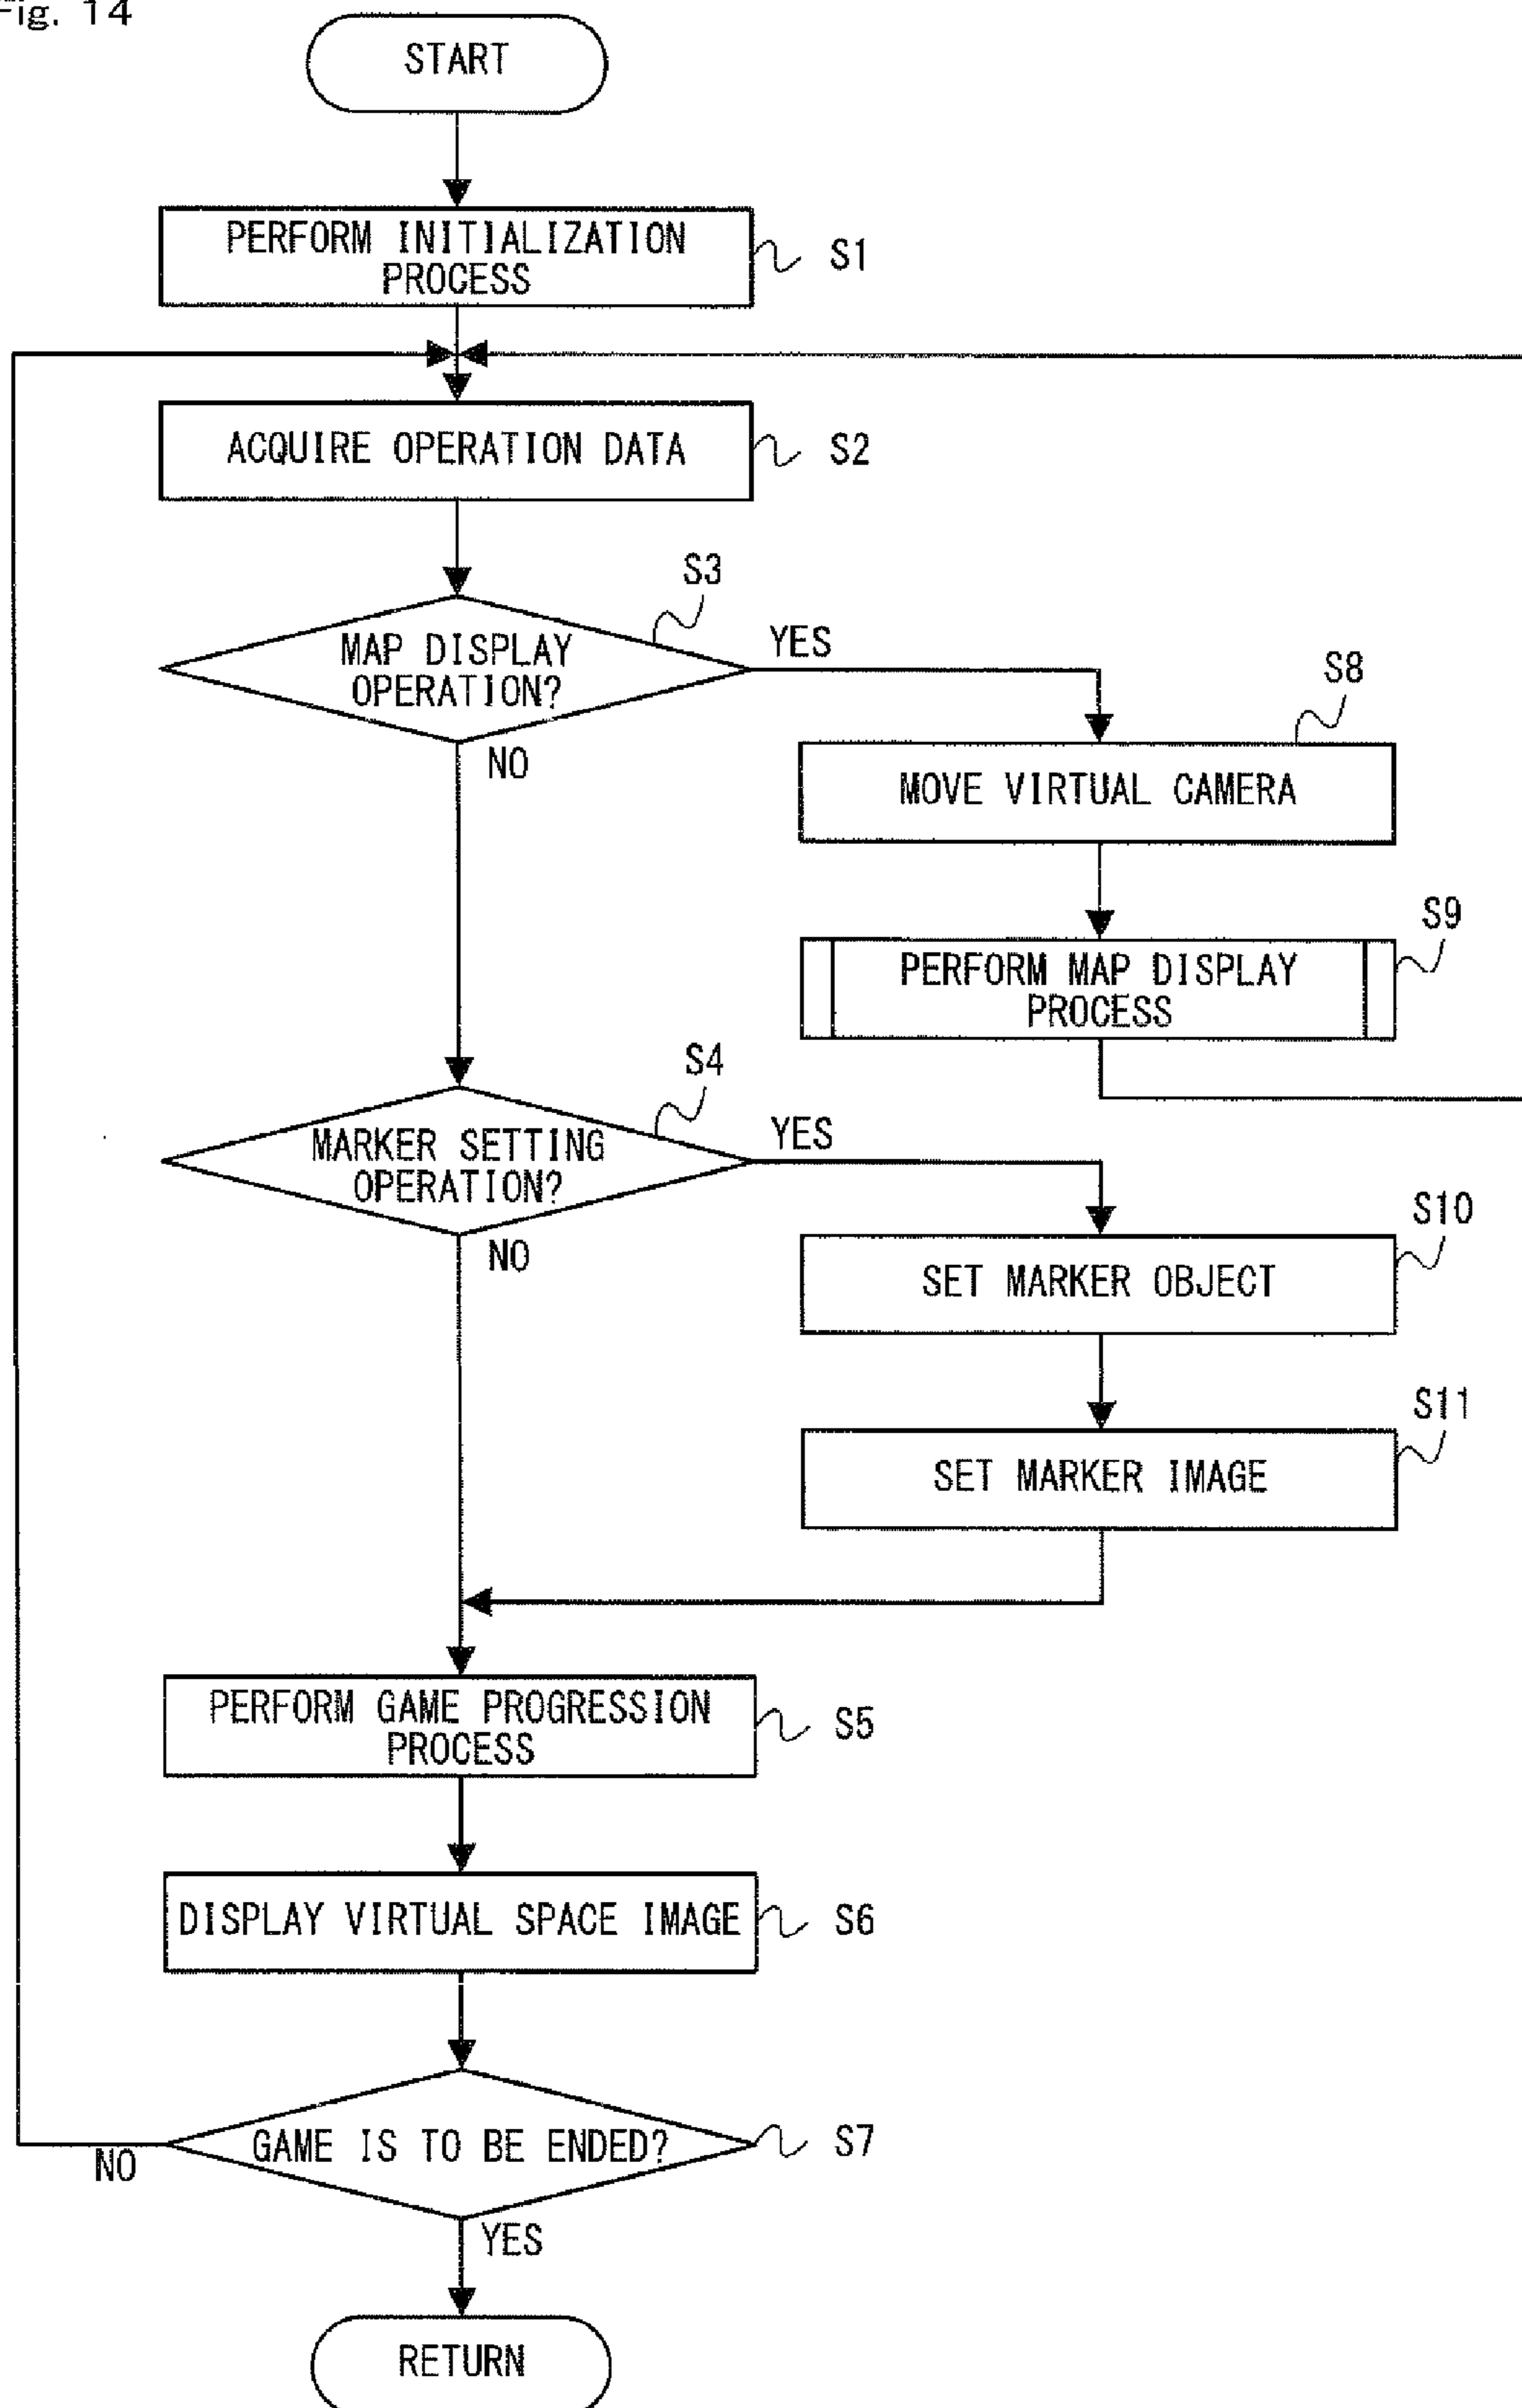 Fig. 14
START
PERFORM INITIALIZATION
PROCESS
S1
ACQUIRE OPERATION DATA
S2
S3
MAP DISPLAY
OPERATION?
YES
NO
S8
MOVE VIRTUAL CAMERA
S9
PERFORM MAP DISPLAY
PROCESS
S4
MARKER SETTING
OPERATION?
YES
NO
S10
SET MARKER OBJECT
S11
SET MARKER IMAGE
PERFORM GAME PROGRESSION
PROCESS
S5
DISPLAY VIRTUAL SPACE IMAGE
S6
GAME IS TO BE ENDED?
S7
NO
YES
RETURN